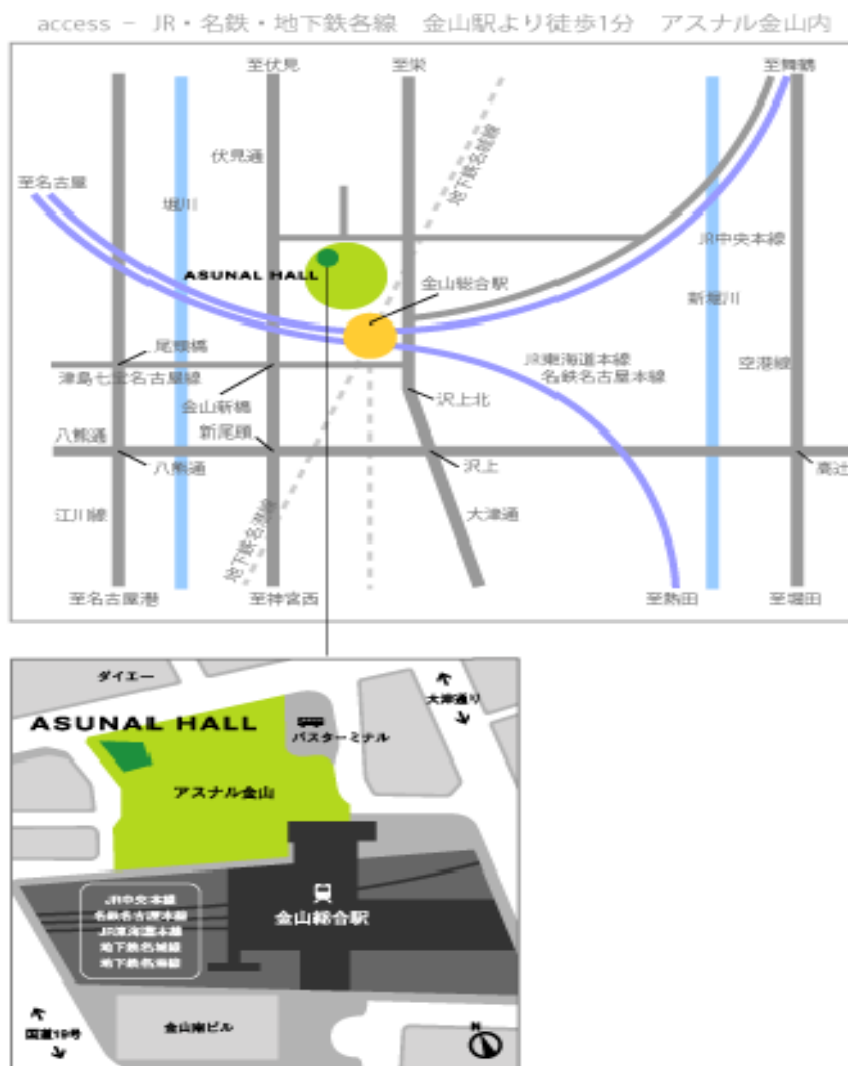 access － JR・名鉄・地下鉄各線　金山駅より徒歩1分　アスナル金山内
至伏見
至栄
至舞鶴
伏見通
地下鉄名城線
至名古屋
堀川
JR中央本線
ASUNAL HALL
金山総合駅
新堀川
尾頭橋
JR東海道本線
名鉄名古屋本線
空港線
津島七宝名古屋線
金山新橋
沢上北
八熊通
新尾頭
八熊通
沢上
高辻
江川線
地下鉄名港線
大津通
至名古屋港
至神宮西
至熱田
至堀田
ダイエー
大津通り
ASUNAL HALL
バスターミナル
アスナル金山
JR中央本線
名鉄名古屋本線
JR東海道本線
地下鉄名城線
地下鉄名港線
金山総合駅
国道19号
金山南ビル
N